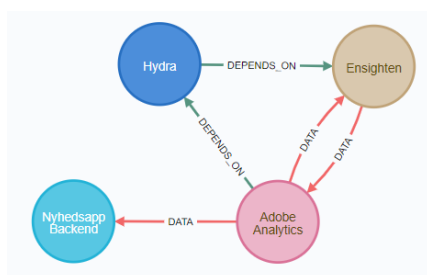 Hydra
DEPENDS_ON
Ensighten
DEPENDS_ON
DATA
DATA
Nyhedsapp
Backend
DATA
Adobe
Analytics